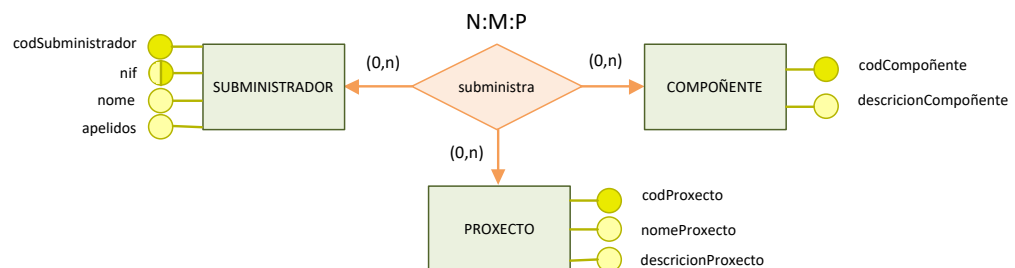 N:M:P
codSubministrador
nif
nome
apelidos
SUBMINISTRADOR
(0,n)
subministra
(0,n)
COMPOÑENTE
codCompoñente
descricionCompoñente
(0,n)
PROXECTO
codProxecto
nomeProxecto
descricionProxecto